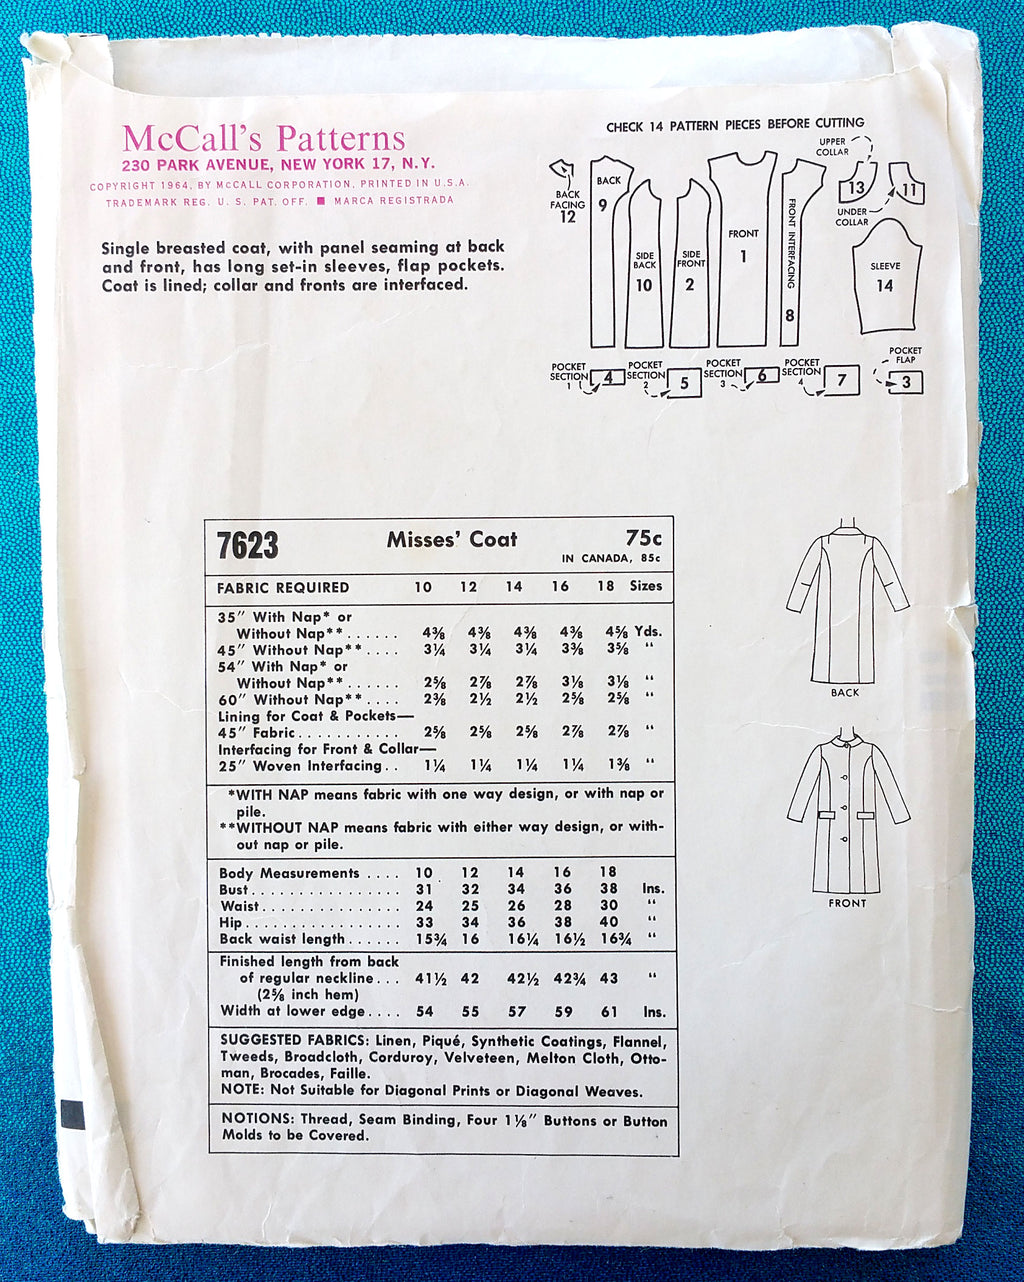 McCall's Patterns
230 PARK AVENUE, NEW YORK 17, N.Y.
COPYRIGHT 1964, BY McCALL CORPORATION, PRINTED IN U.S.A.
TRADEMARK REG. U. S. PAT. OFF. ■ MARCA REGISTRADA
Single breasted coat, with panel seaming at back
and front, has long set-in sleeves, flap pockets.
Coat is lined; collar and fronts are interfaced.
CHECK 14 PATTERN PIECES BEFORE CUTTING
BACK
FACING
12
BACK
9
SIDE
BACK
10
SIDE
FRONT
2
FRONT
1
FRONT INTERFACING
8
UPPER
COLLAR
13
UNDER
COLLAR
11
SLEEVE
14
POCKET
SECTION
1
4
POCKET
SECTION
2
5
POCKET
SECTION
3
6
POCKET
SECTION
4
7
POCKET
FLAP
3
7623 Misses' Coat 75c
IN CANADA, 85c
FABRIC REQUIRED 10 12 14 16 18 Sizes
35" With Nap* or
Without Nap** ...... 4⅜ 4⅜ 4⅜ 4⅜ 4⅝ Yds.
45" Without Nap** .... 3¼ 3¼ 3¼ 3⅜ 3⅝ "
54" With Nap* or
Without Nap** ....... 2⅝ 2⅞ 2⅞ 3⅛ 3⅛ "
60" Without Nap** .... 2⅜ 2½ 2½ 2⅝ 2⅝ "
Lining for Coat & Pockets—
45" Fabric ........... 2⅝ 2⅝ 2⅝ 2⅞ 2⅞ "
Interfacing for Front & Collar—
25" Woven Interfacing .. 1¼ 1¼ 1¼ 1¼ 1⅜ "
*WITH NAP means fabric with one way design, or with nap or
pile.
**WITHOUT NAP means fabric with either way design, or with-
out nap or pile.
Body Measurements .... 10 12 14 16 18
Bust ................ 31 32 34 36 38 Ins.
Waist ............... 24 25 26 28 30 "
Hip ................. 33 34 36 38 40 "
Back waist length ...... 15¾ 16 16¼ 16½ 16¾ "
Finished length from back
of regular neckline ... 41½ 42 42½ 42¾ 43 "
(2⅝ inch hem)
Width at lower edge .... 54 55 57 59 61 Ins.
SUGGESTED FABRICS: Linen, Piqué, Synthetic Coatings, Flannel,
Tweeds, Broadcloth, Corduroy, Velveteen, Melton Cloth, Otto-
man, Brocades, Faille.
NOTE: Not Suitable for Diagonal Prints or Diagonal Weaves.
NOTIONS: Thread, Seam Binding, Four 1⅛" Buttons or Button
Molds to be Covered.
BACK
FRONT